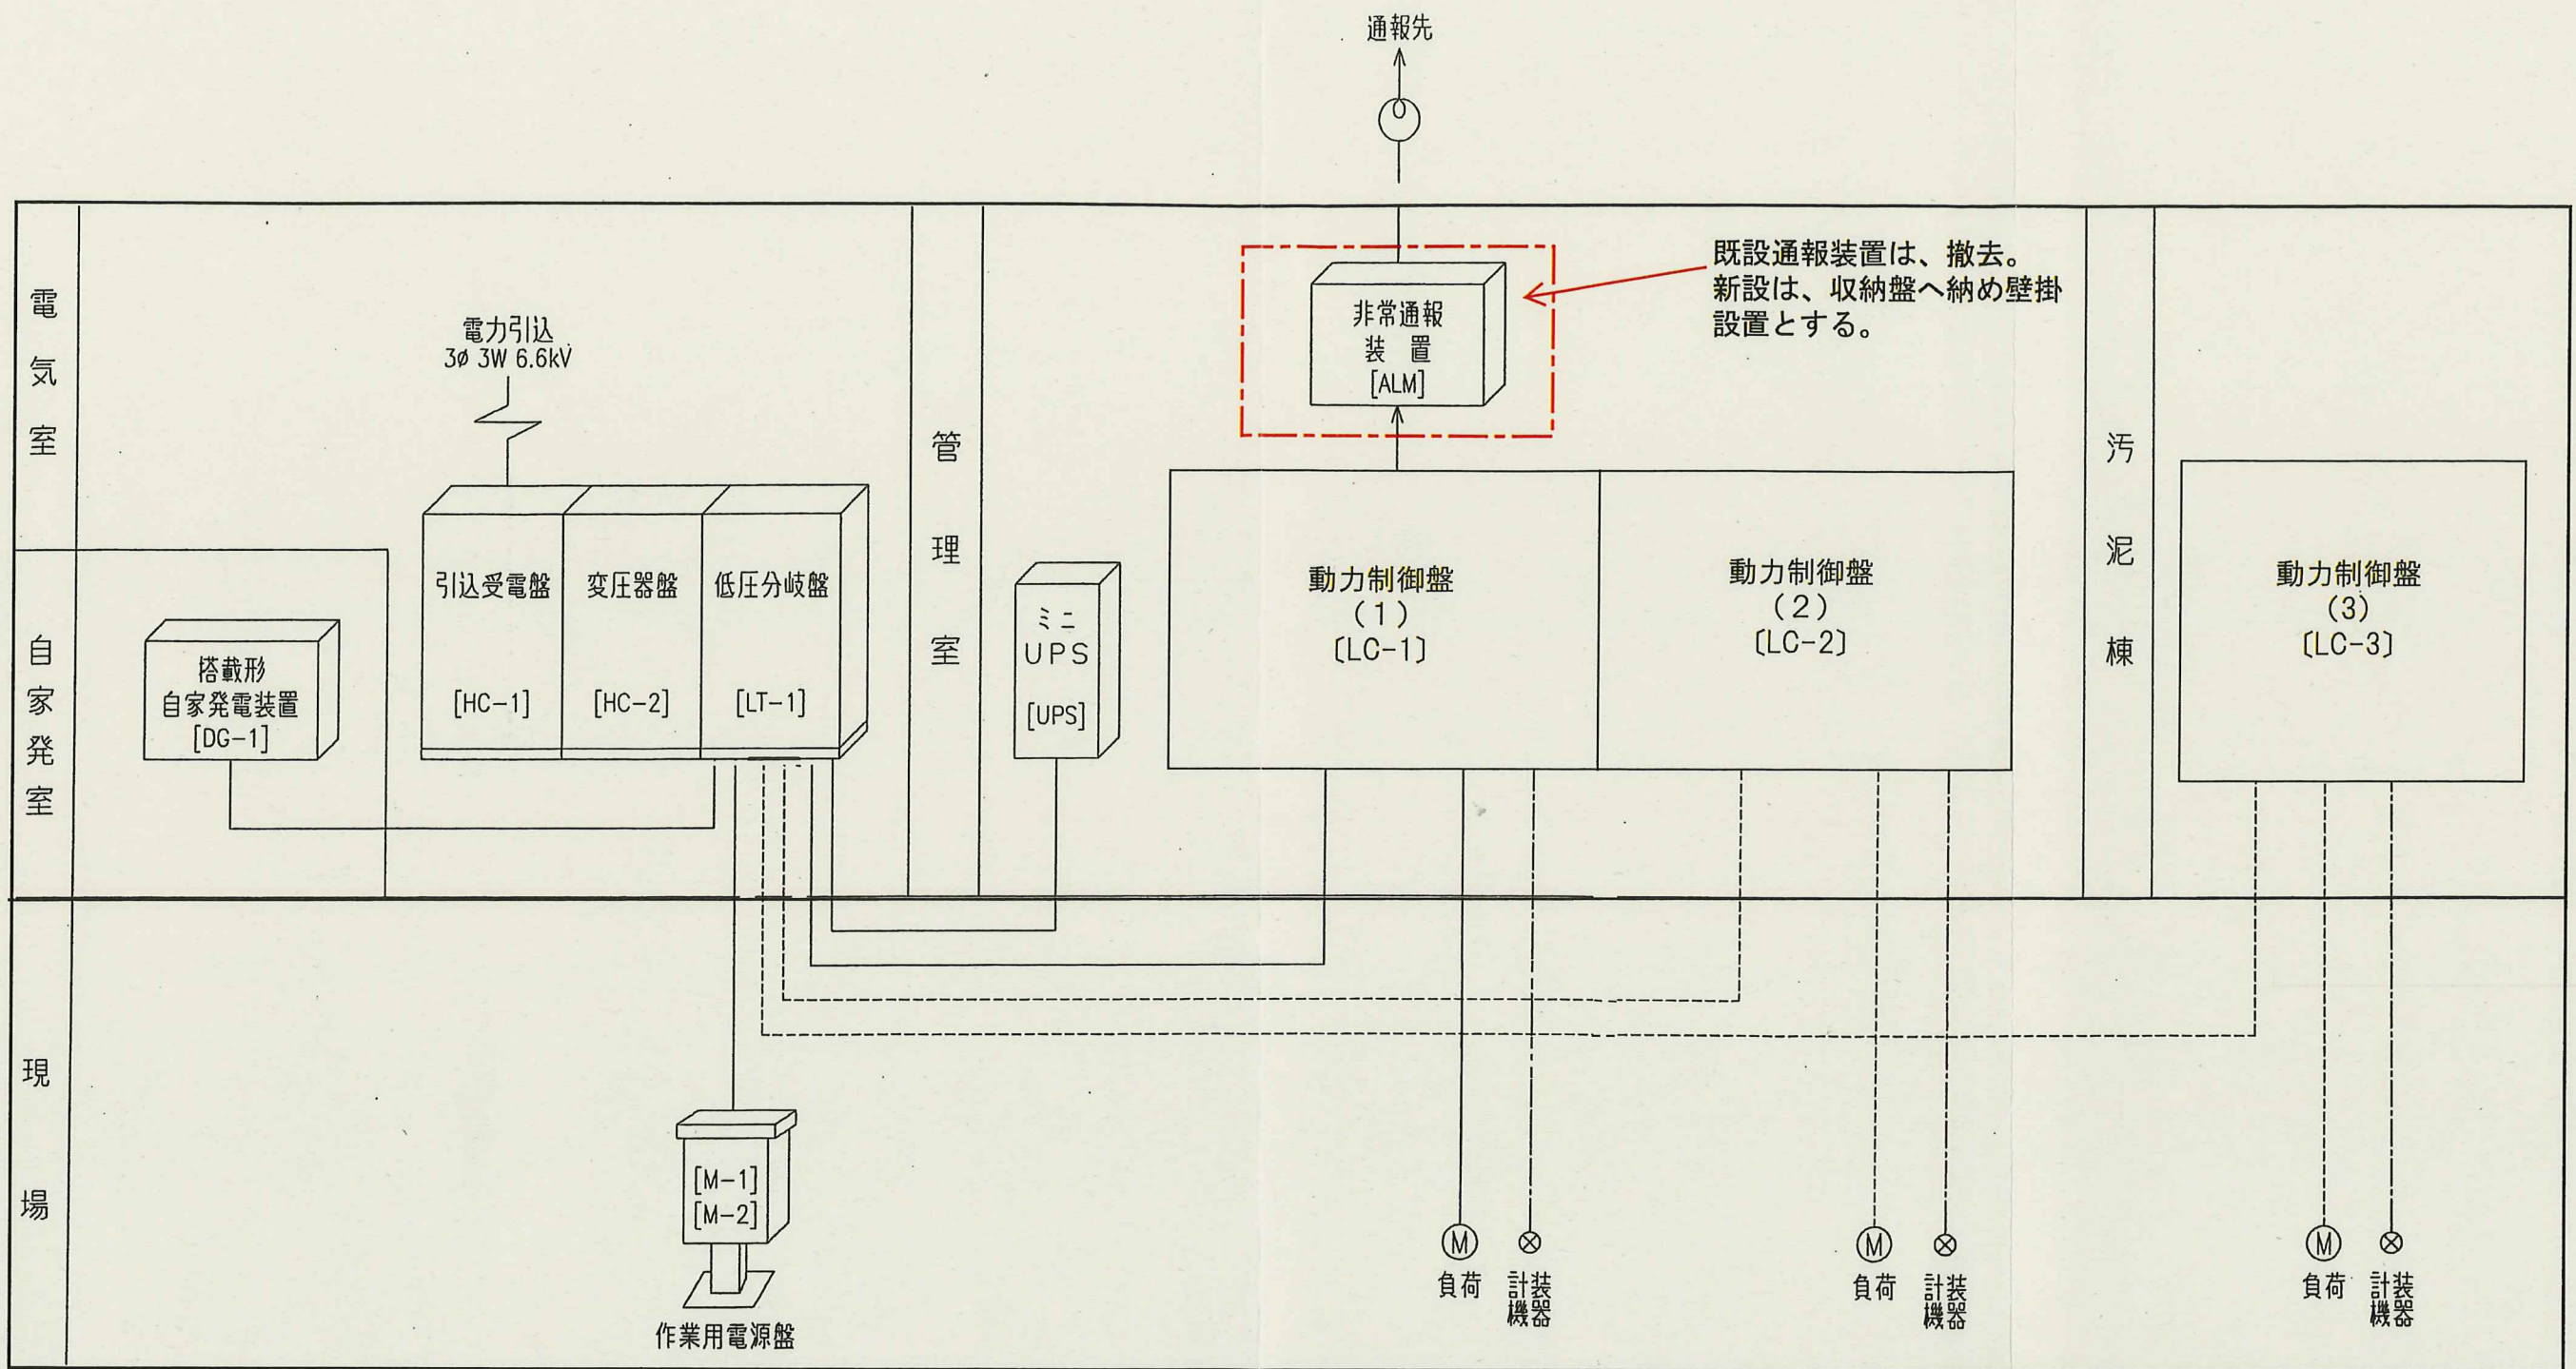 通報先
既設通報装置は、撤去。
新設は、収納盤へ納め壁掛
設置とする。
非常通報
装 置
[ALM]
電気室
電力引込
3φ 3W 6.6kV
引込受電盤
[HC-1]
変圧器盤
[HC-2]
低圧分岐盤
[LT-1]
自家発室
搭載形
自家発電装置
[DG-1]
管理室
ミニ
UPS
[UPS]
動力制御盤
(1)
〔LC-1〕
動力制御盤
(2)
〔LC-2〕
汚泥棟
動力制御盤
(3)
〔LC-3〕
現場
[M-1]
[M-2]
作業用電源盤
M
負荷
計装
機器
M
負荷
計装
機器
M
負荷
計装
機器